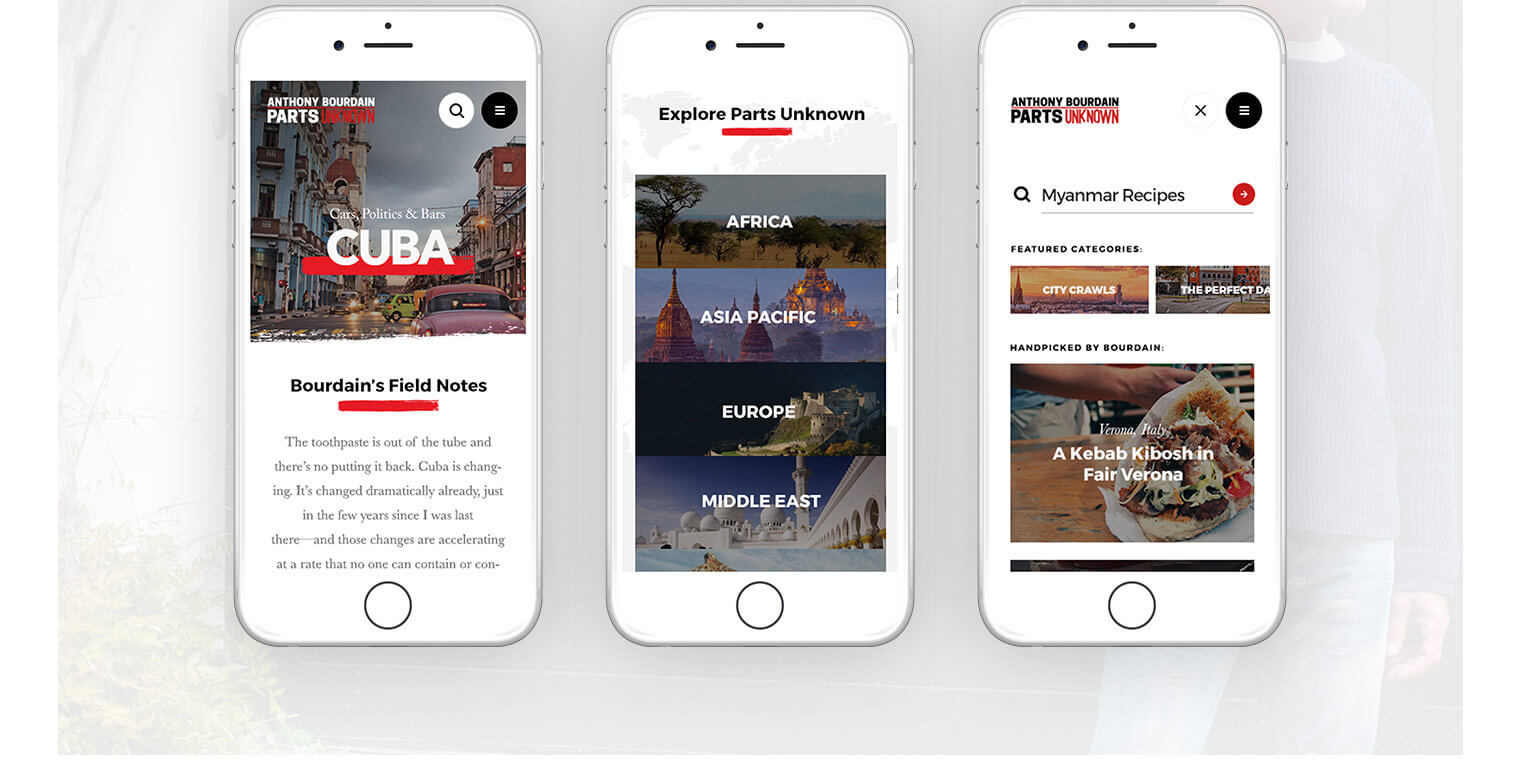 ANTHONY BOURDAIN
PARTS UNKNOWN
Cars, Politics & Bars
CUBA
Bourdain’s Field Notes
The toothpaste is out of the tube and
there’s no putting it back. Cuba is chang-
ing. It’s changed dramatically already, just
in the few years since I was last
there—and those changes are accelerating
at a rate that no one can contain or con-
Explore Parts Unknown
AFRICA
ASIA PACIFIC
EUROPE
MIDDLE EAST
ANTHONY BOURDAIN
PARTS UNKNOWN
Myanmar Recipes
FEATURED CATEGORIES:
CITY CRAWLS
THE PERFECT DA
HANDPICKED BY BOURDAIN:
Verona, Italy
A Kebab Kibosh in
Fair Verona